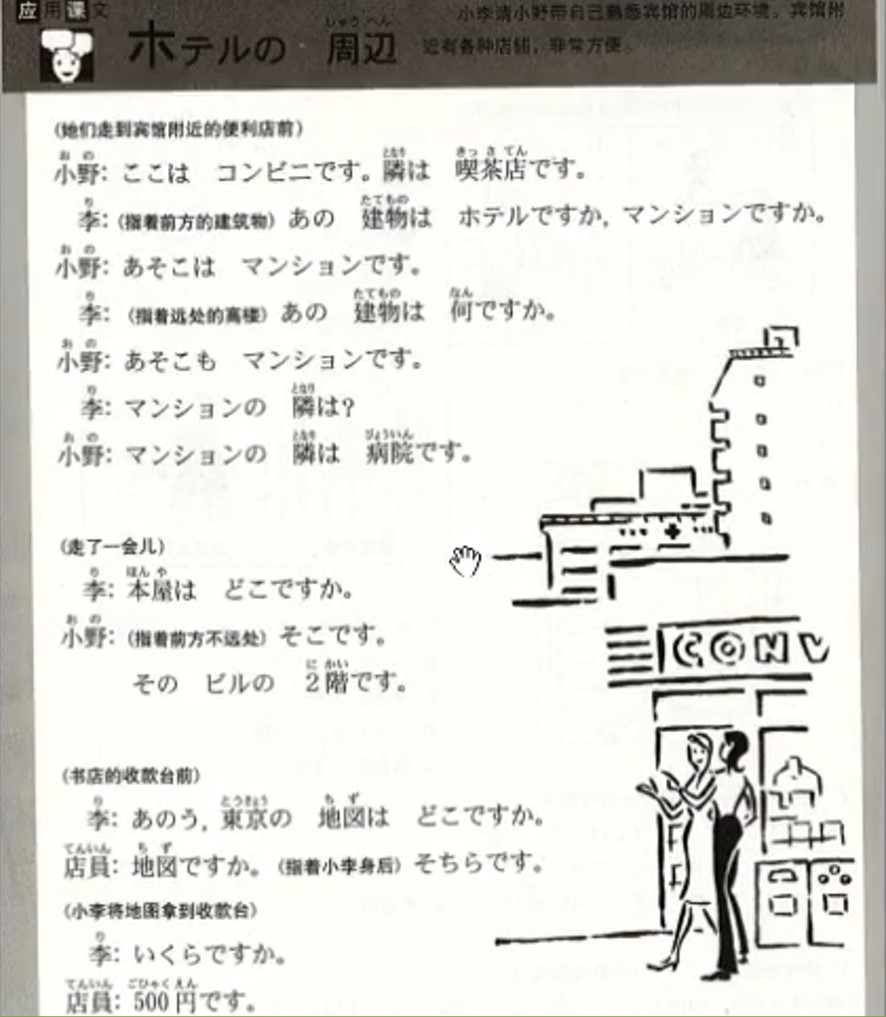 应用课文
ホテルの 周辺
しゅう へん
小李请小野带自己熟悉宾馆的周边环境。宾馆附
近有各种店铺，非常方便。
(她们走到宾馆附近的便利店前)
お の となり きっ さ てん
小野: ここは コンビニです。隣は 喫茶店です。
り たてもの
李: (指着前方的建筑物) あの 建物は ホテルですか, マンションですか。
お の
小野: あそこは マンションです。
り たてもの なん
李: (指着远处的高楼) あの 建物は 何ですか。
お の
小野: あそこも マンションです。
り となり
李: マンションの 隣は?
お の となり びょういん
小野: マンションの 隣は 病院です。
(走了一会儿)
り ほん や
李: 本屋は どこですか。
お の
小野: (指着前方不远处) そこです。
に かい
その ビルの 2階です。
(书店的收款台前)
り とうきょう ち ず
李: あのう, 東京の 地図は どこですか。
てんいん ち ず
店員: 地図ですか。(指着小李身后) そちらです。
(小李将地图拿到收款台)
り
李: いくらですか。
てんいん ごひゃくえん
店員: 500円です。
CONV